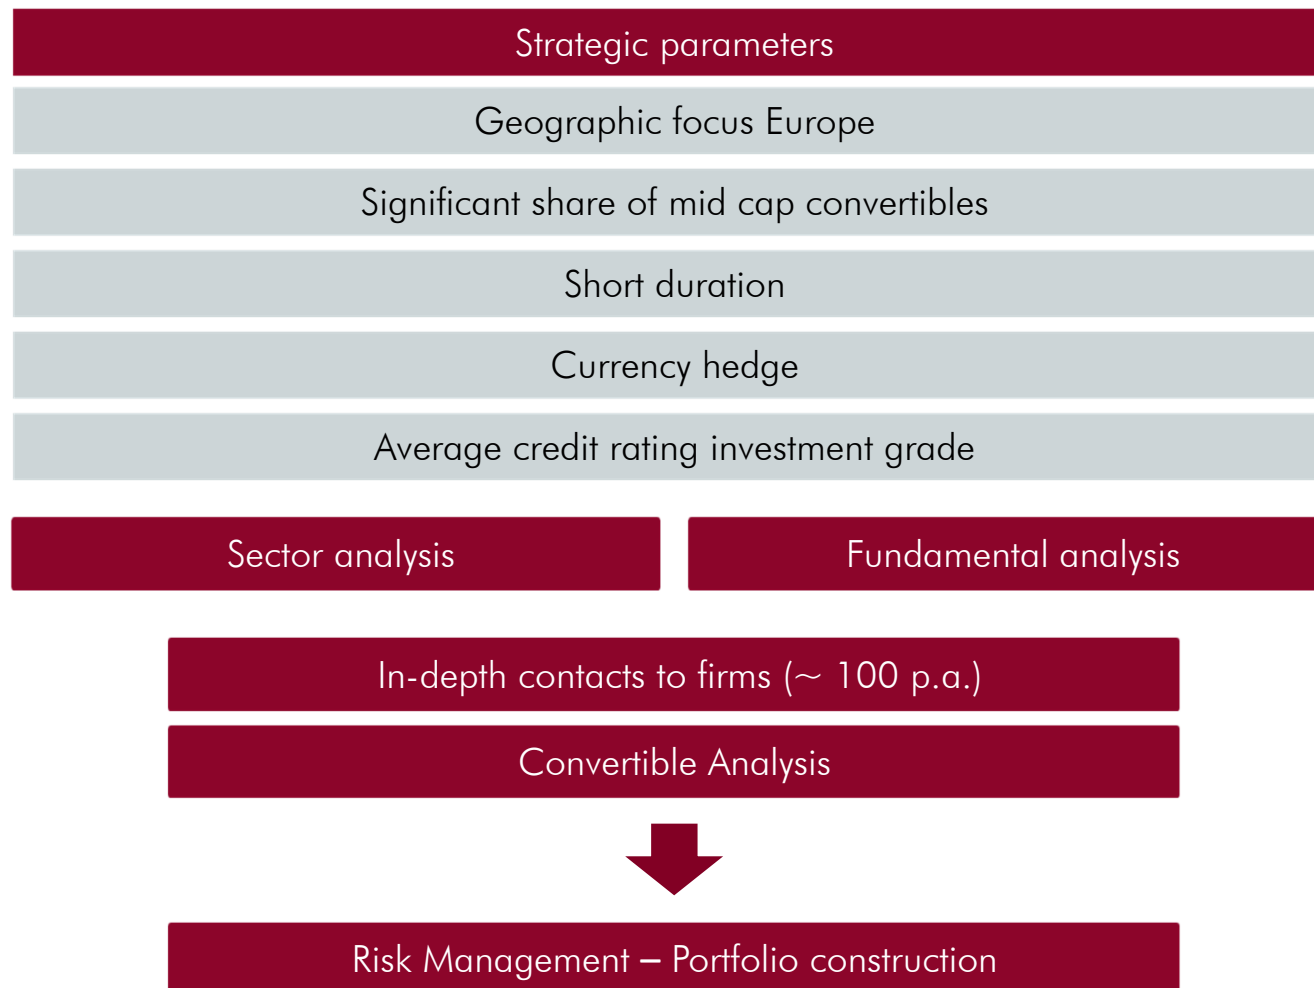 Strategic parameters
Geographic focus Europe
Significant share of mid cap convertibles
Short duration
Currency hedge
Average credit rating investment grade
Sector analysis
Fundamental analysis
In-depth contacts to firms (~ 100 p.a.)
Convertible Analysis
Risk Management – Portfolio construction